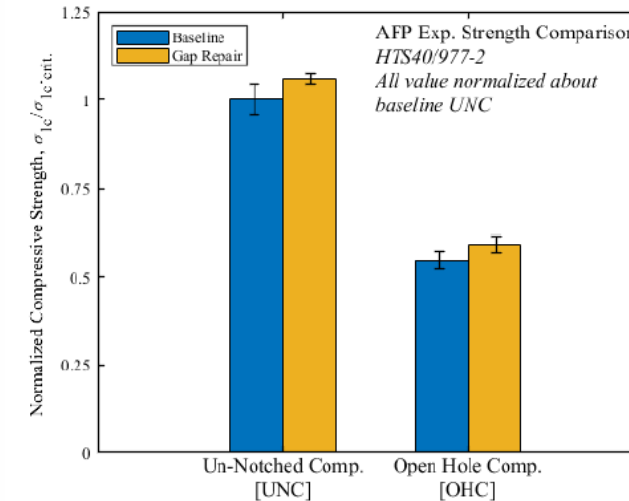 1.25
1
0.75
0.5
0.25
0
Normalized Compressive Strength, σ1c/σ1c-crit.
Baseline
Gap Repair
AFP Exp. Strength Comparison
HTS40/977-2
All value normalized about
baseline UNC
Un-Notched Comp.
[UNC]
Open Hole Comp.
[OHC]